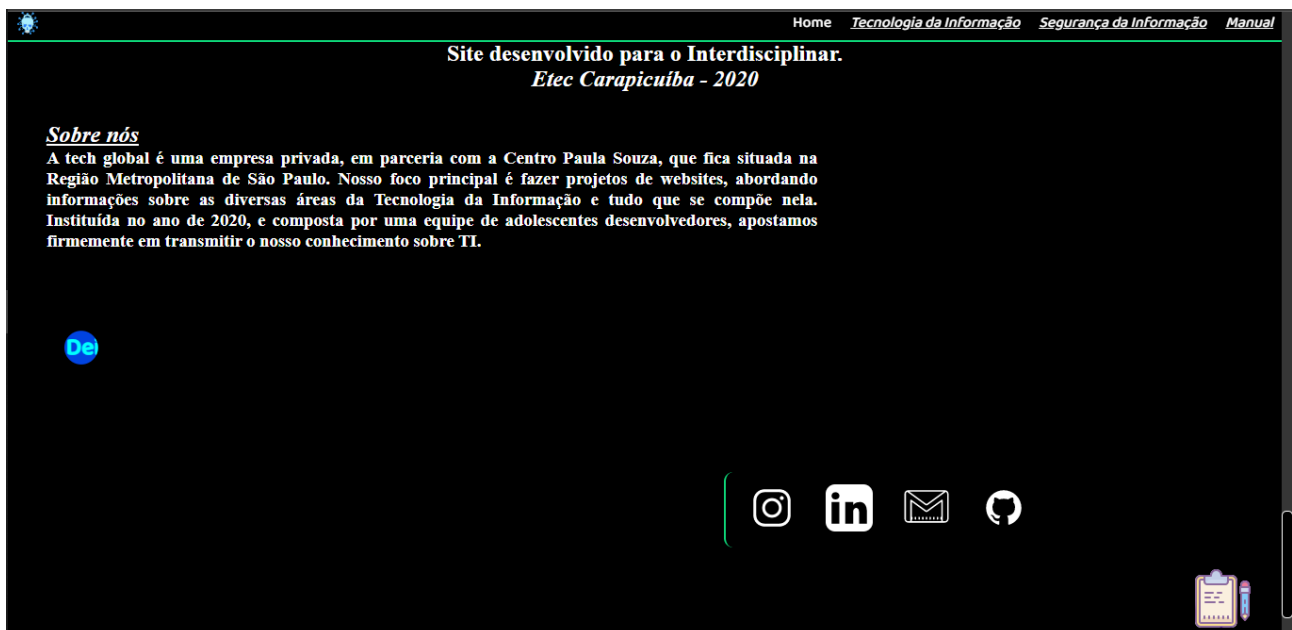 Home Tecnologia da Informação Segurança da Informação Manual
Site desenvolvido para o Interdisciplinar.
Etec Carapicuíba - 2020
Sobre nós
A tech global é uma empresa privada, em parceria com a Centro Paula Souza, que fica situada na
Região Metropolitana de São Paulo. Nosso foco principal é fazer projetos de websites, abordando
informações sobre as diversas áreas da Tecnologia da Informação e tudo que se compõe nela.
Instituída no ano de 2020, e composta por uma equipe de adolescentes desenvolvedores, apostamos
firmemente em transmitir o nosso conhecimento sobre TI.
Dei
in